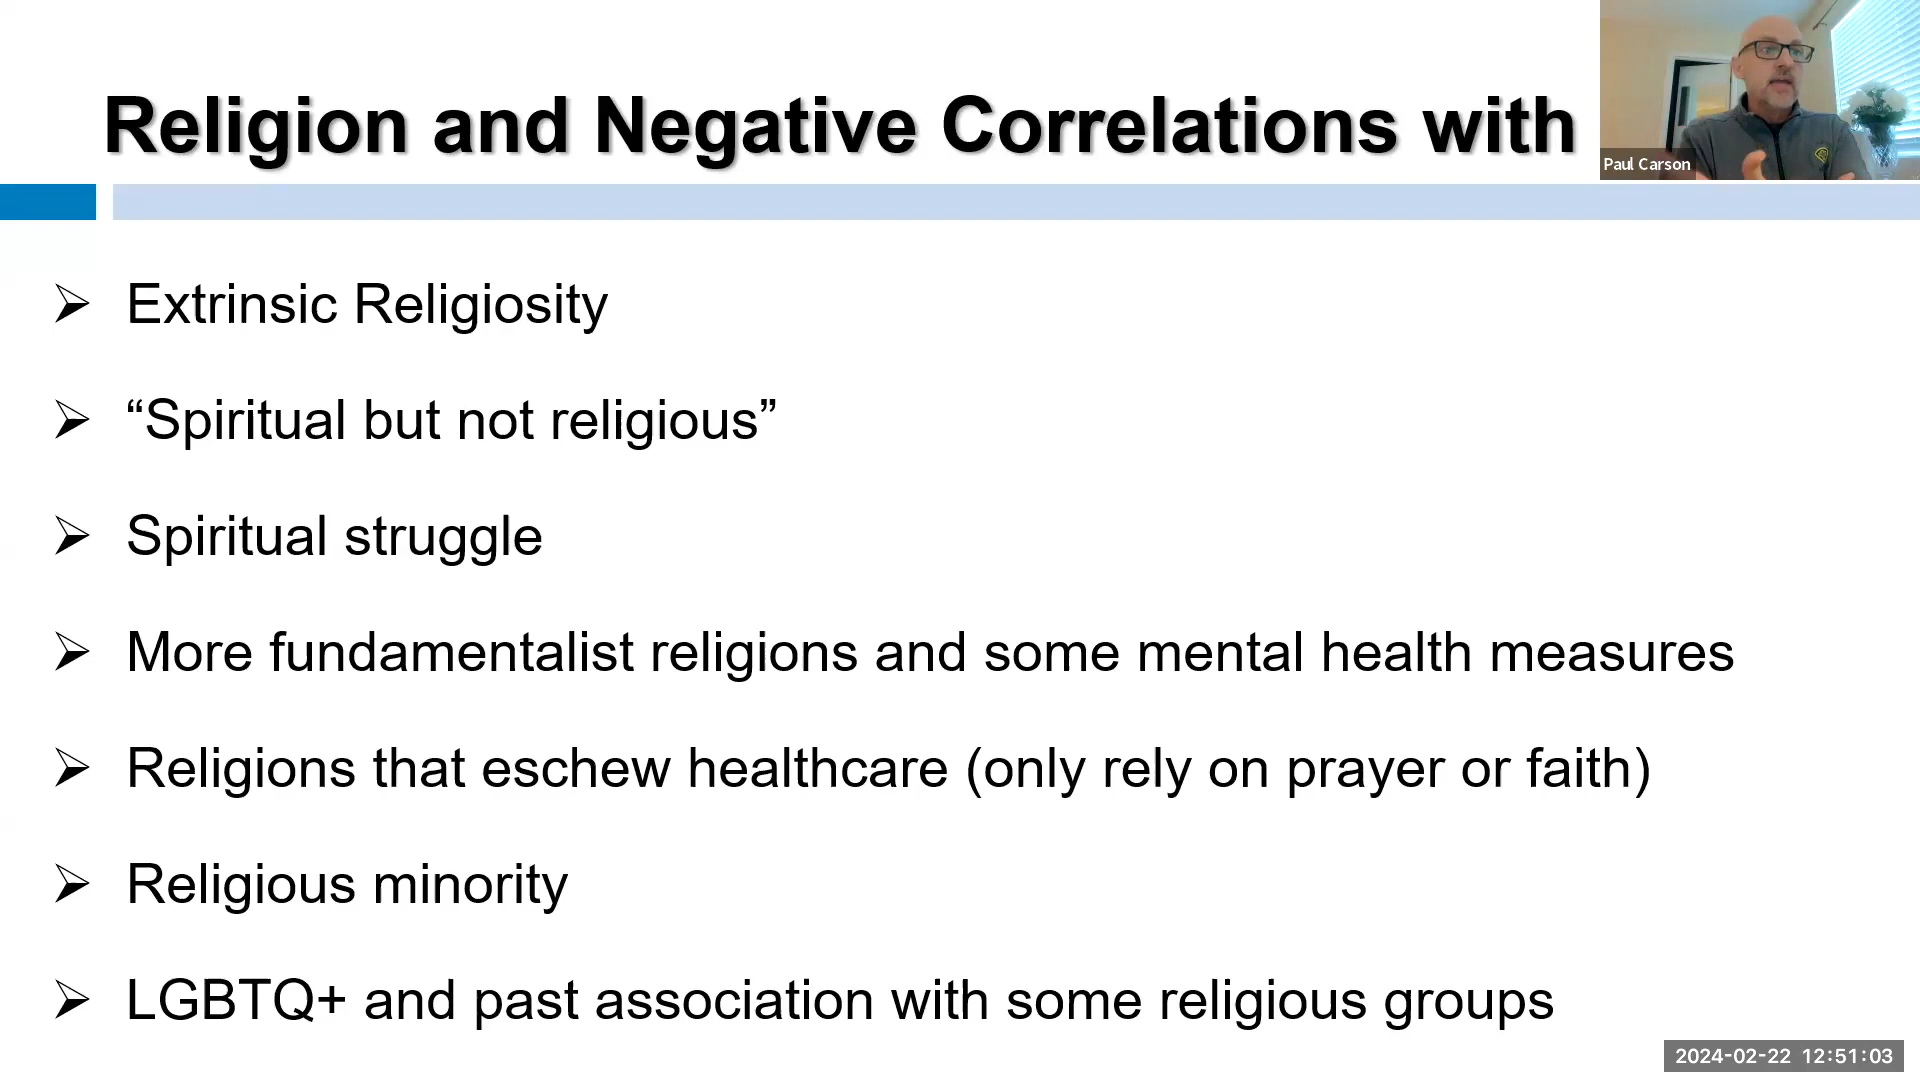 Religion and Negative Correlations with
Paul Carson
Extrinsic Religiosity
“Spiritual but not religious”
Spiritual struggle
More fundamentalist religions and some mental health measures
Religions that eschew healthcare (only rely on prayer or faith)
Religious minority
LGBTQ+ and past association with some religious groups
2024-02-22 12:51:03